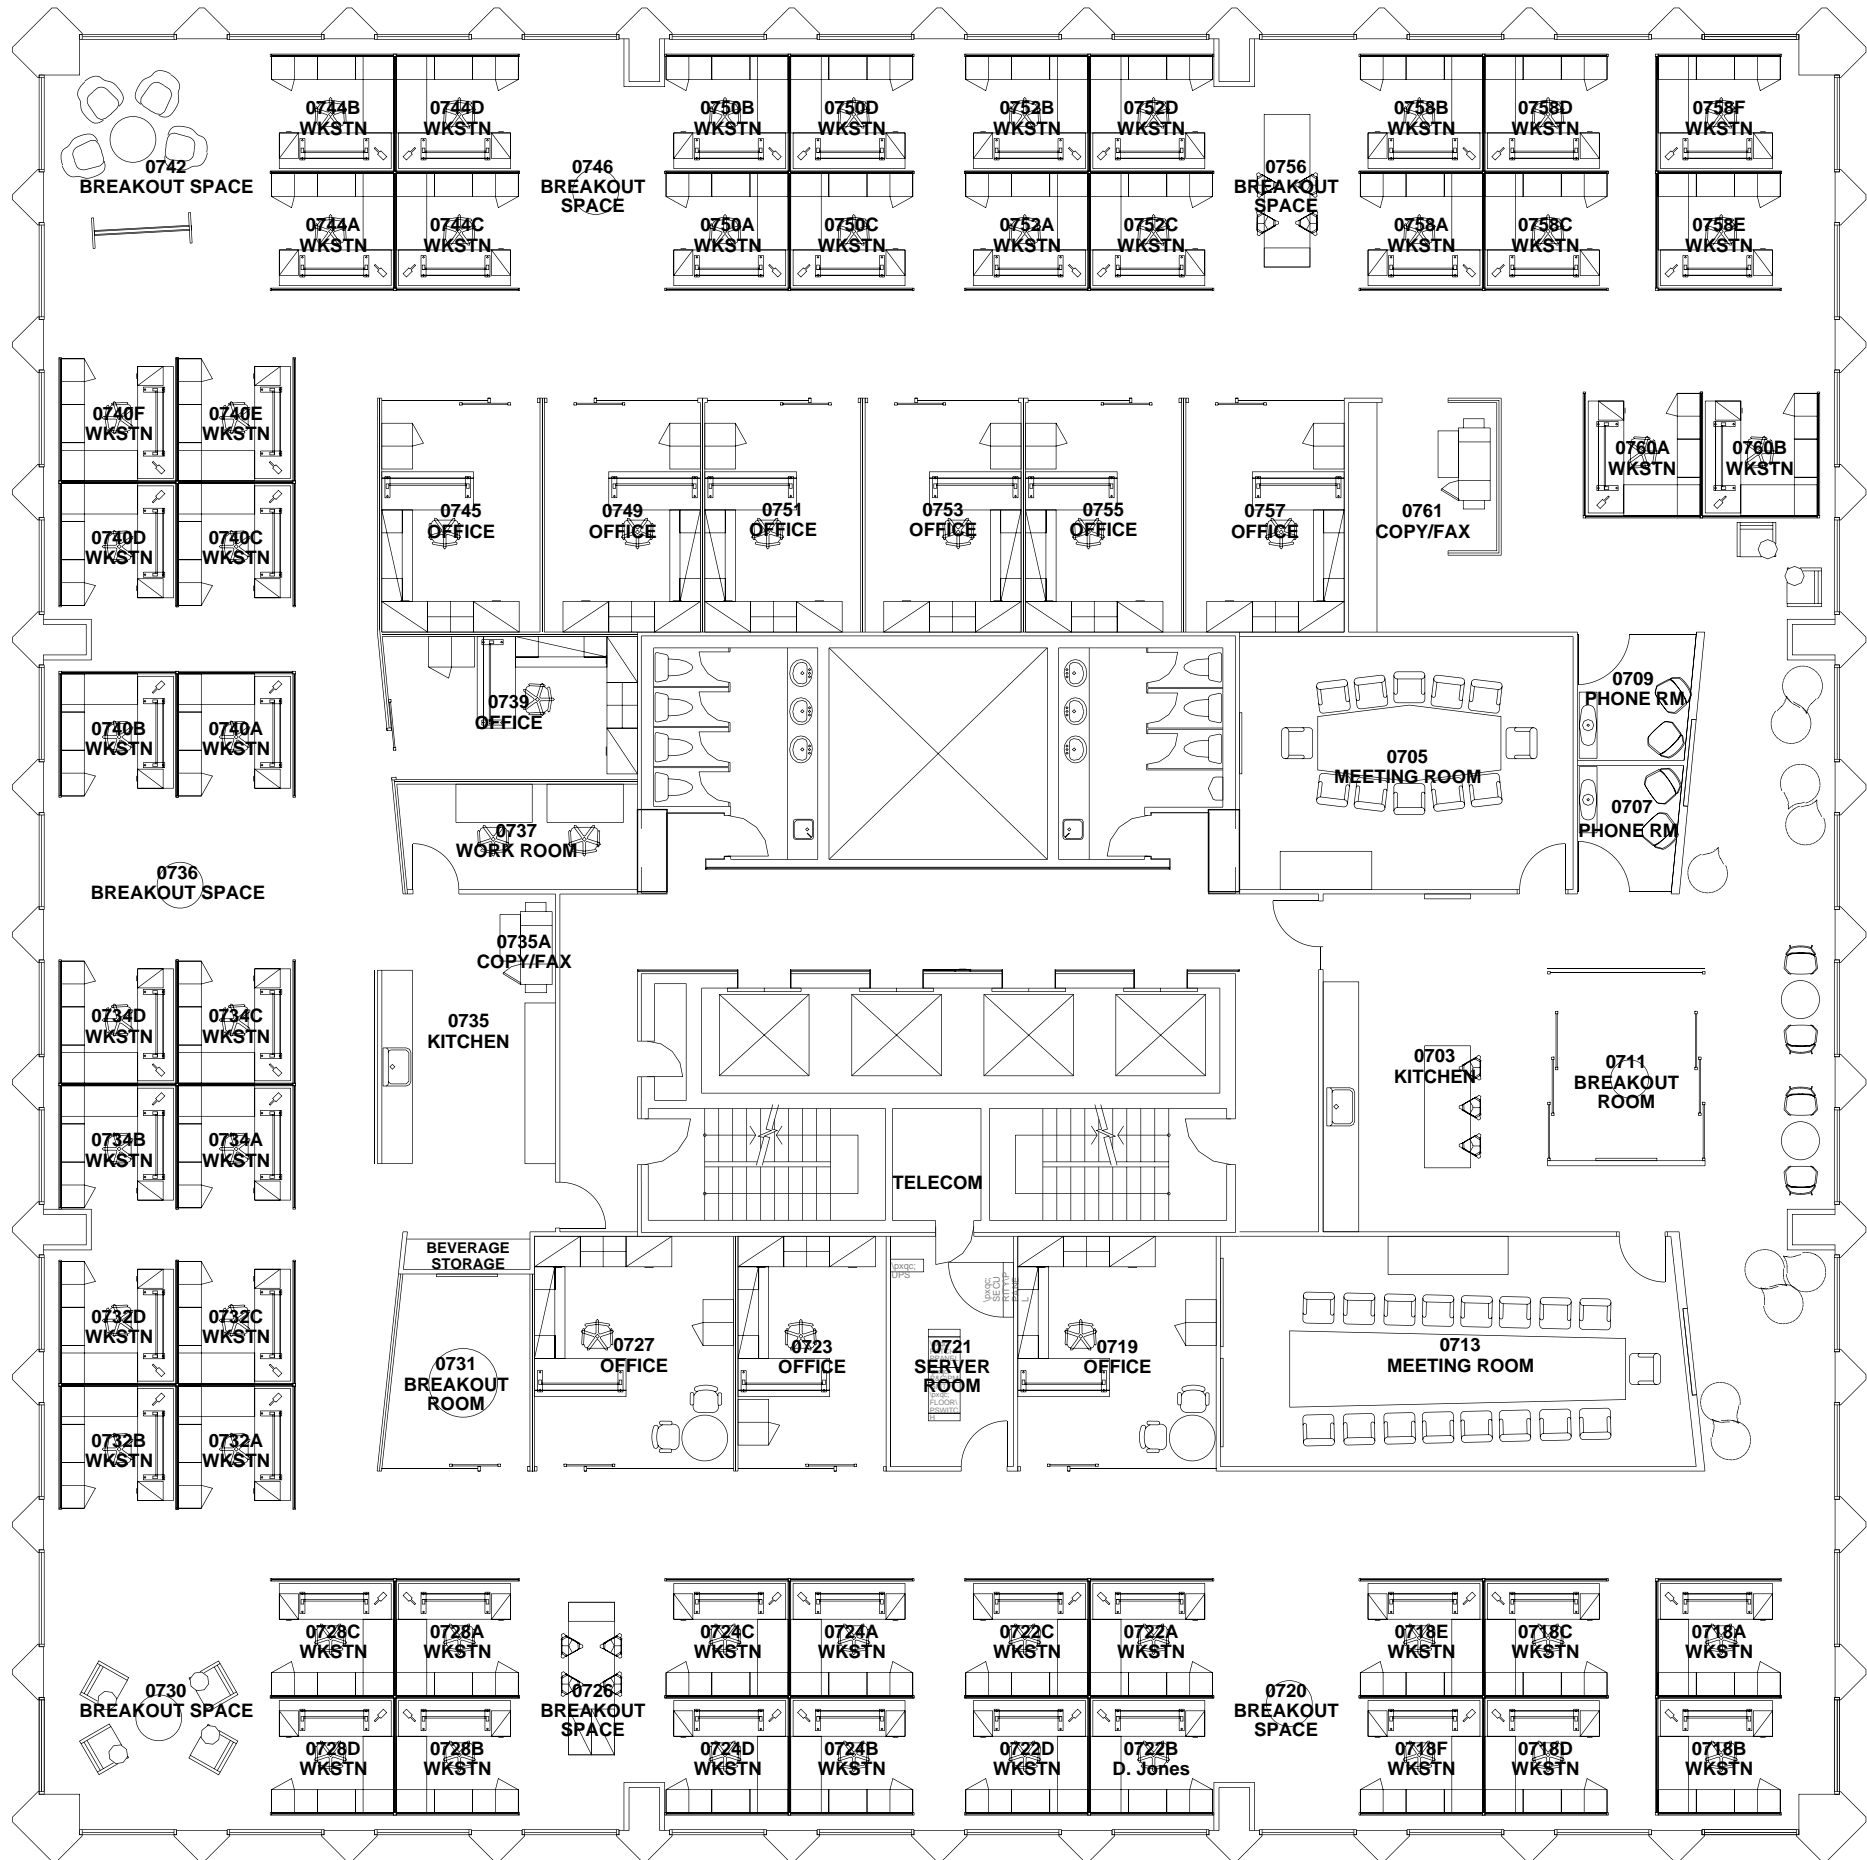 0744B
WKSTN
0744D
WKSTN
0750B
WKSTN
0750D
WKSTN
0752B
WKSTN
0752D
WKSTN
0758B
WKSTN
0758D
WKSTN
0758F
WKSTN
0742
BREAKOUT SPACE
0746
BREAKOUT
SPACE
0756
BREAKOUT
SPACE
0744A
WKSTN
0744C
WKSTN
0750A
WKSTN
0750C
WKSTN
0752A
WKSTN
0752C
WKSTN
0758A
WKSTN
0758C
WKSTN
0758E
WKSTN
0740F
WKSTN
0740E
WKSTN
0760A
WKSTN
0760B
WKSTN
0745
OFFICE
0749
OFFICE
0751
OFFICE
0753
OFFICE
0755
OFFICE
0757
OFFICE
0761
COPY/FAX
0740D
WKSTN
0740C
WKSTN
0709
PHONE RM
0739
OFFICE
0740B
WKSTN
0740A
WKSTN
0705
MEETING ROOM
0707
PHONE RM
0737
WORK ROOM
0736
BREAKOUT SPACE
0735A
COPY/FAX
0734D
WKSTN
0734C
WKSTN
0735
KITCHEN
0703
KITCHEN
0711
BREAKOUT
ROOM
0734B
WKSTN
0734A
WKSTN
TELECOM
BEVERAGE
STORAGE
\pxqc;
UPS
\pxqc;
SECU
RITY\P
PANE
L
0732D
WKSTN
0732C
WKSTN
0727
OFFICE
0723
OFFICE
0721
SERVER
ROOM
\pxqc;
FLOOR\
PSWITC
H
0719
OFFICE
0713
MEETING ROOM
0731
BREAKOUT
ROOM
0732B
WKSTN
0732A
WKSTN
0728C
WKSTN
0728A
WKSTN
0724C
WKSTN
0724A
WKSTN
0722C
WKSTN
0722A
WKSTN
0718E
WKSTN
0718C
WKSTN
0718A
WKSTN
0730
BREAKOUT SPACE
0726
BREAKOUT
SPACE
0720
BREAKOUT
SPACE
0728D
WKSTN
0728B
WKSTN
0724D
WKSTN
0724B
WKSTN
0722D
WKSTN
0722B
D. Jones
0718F
WKSTN
0718D
WKSTN
0718B
WKSTN